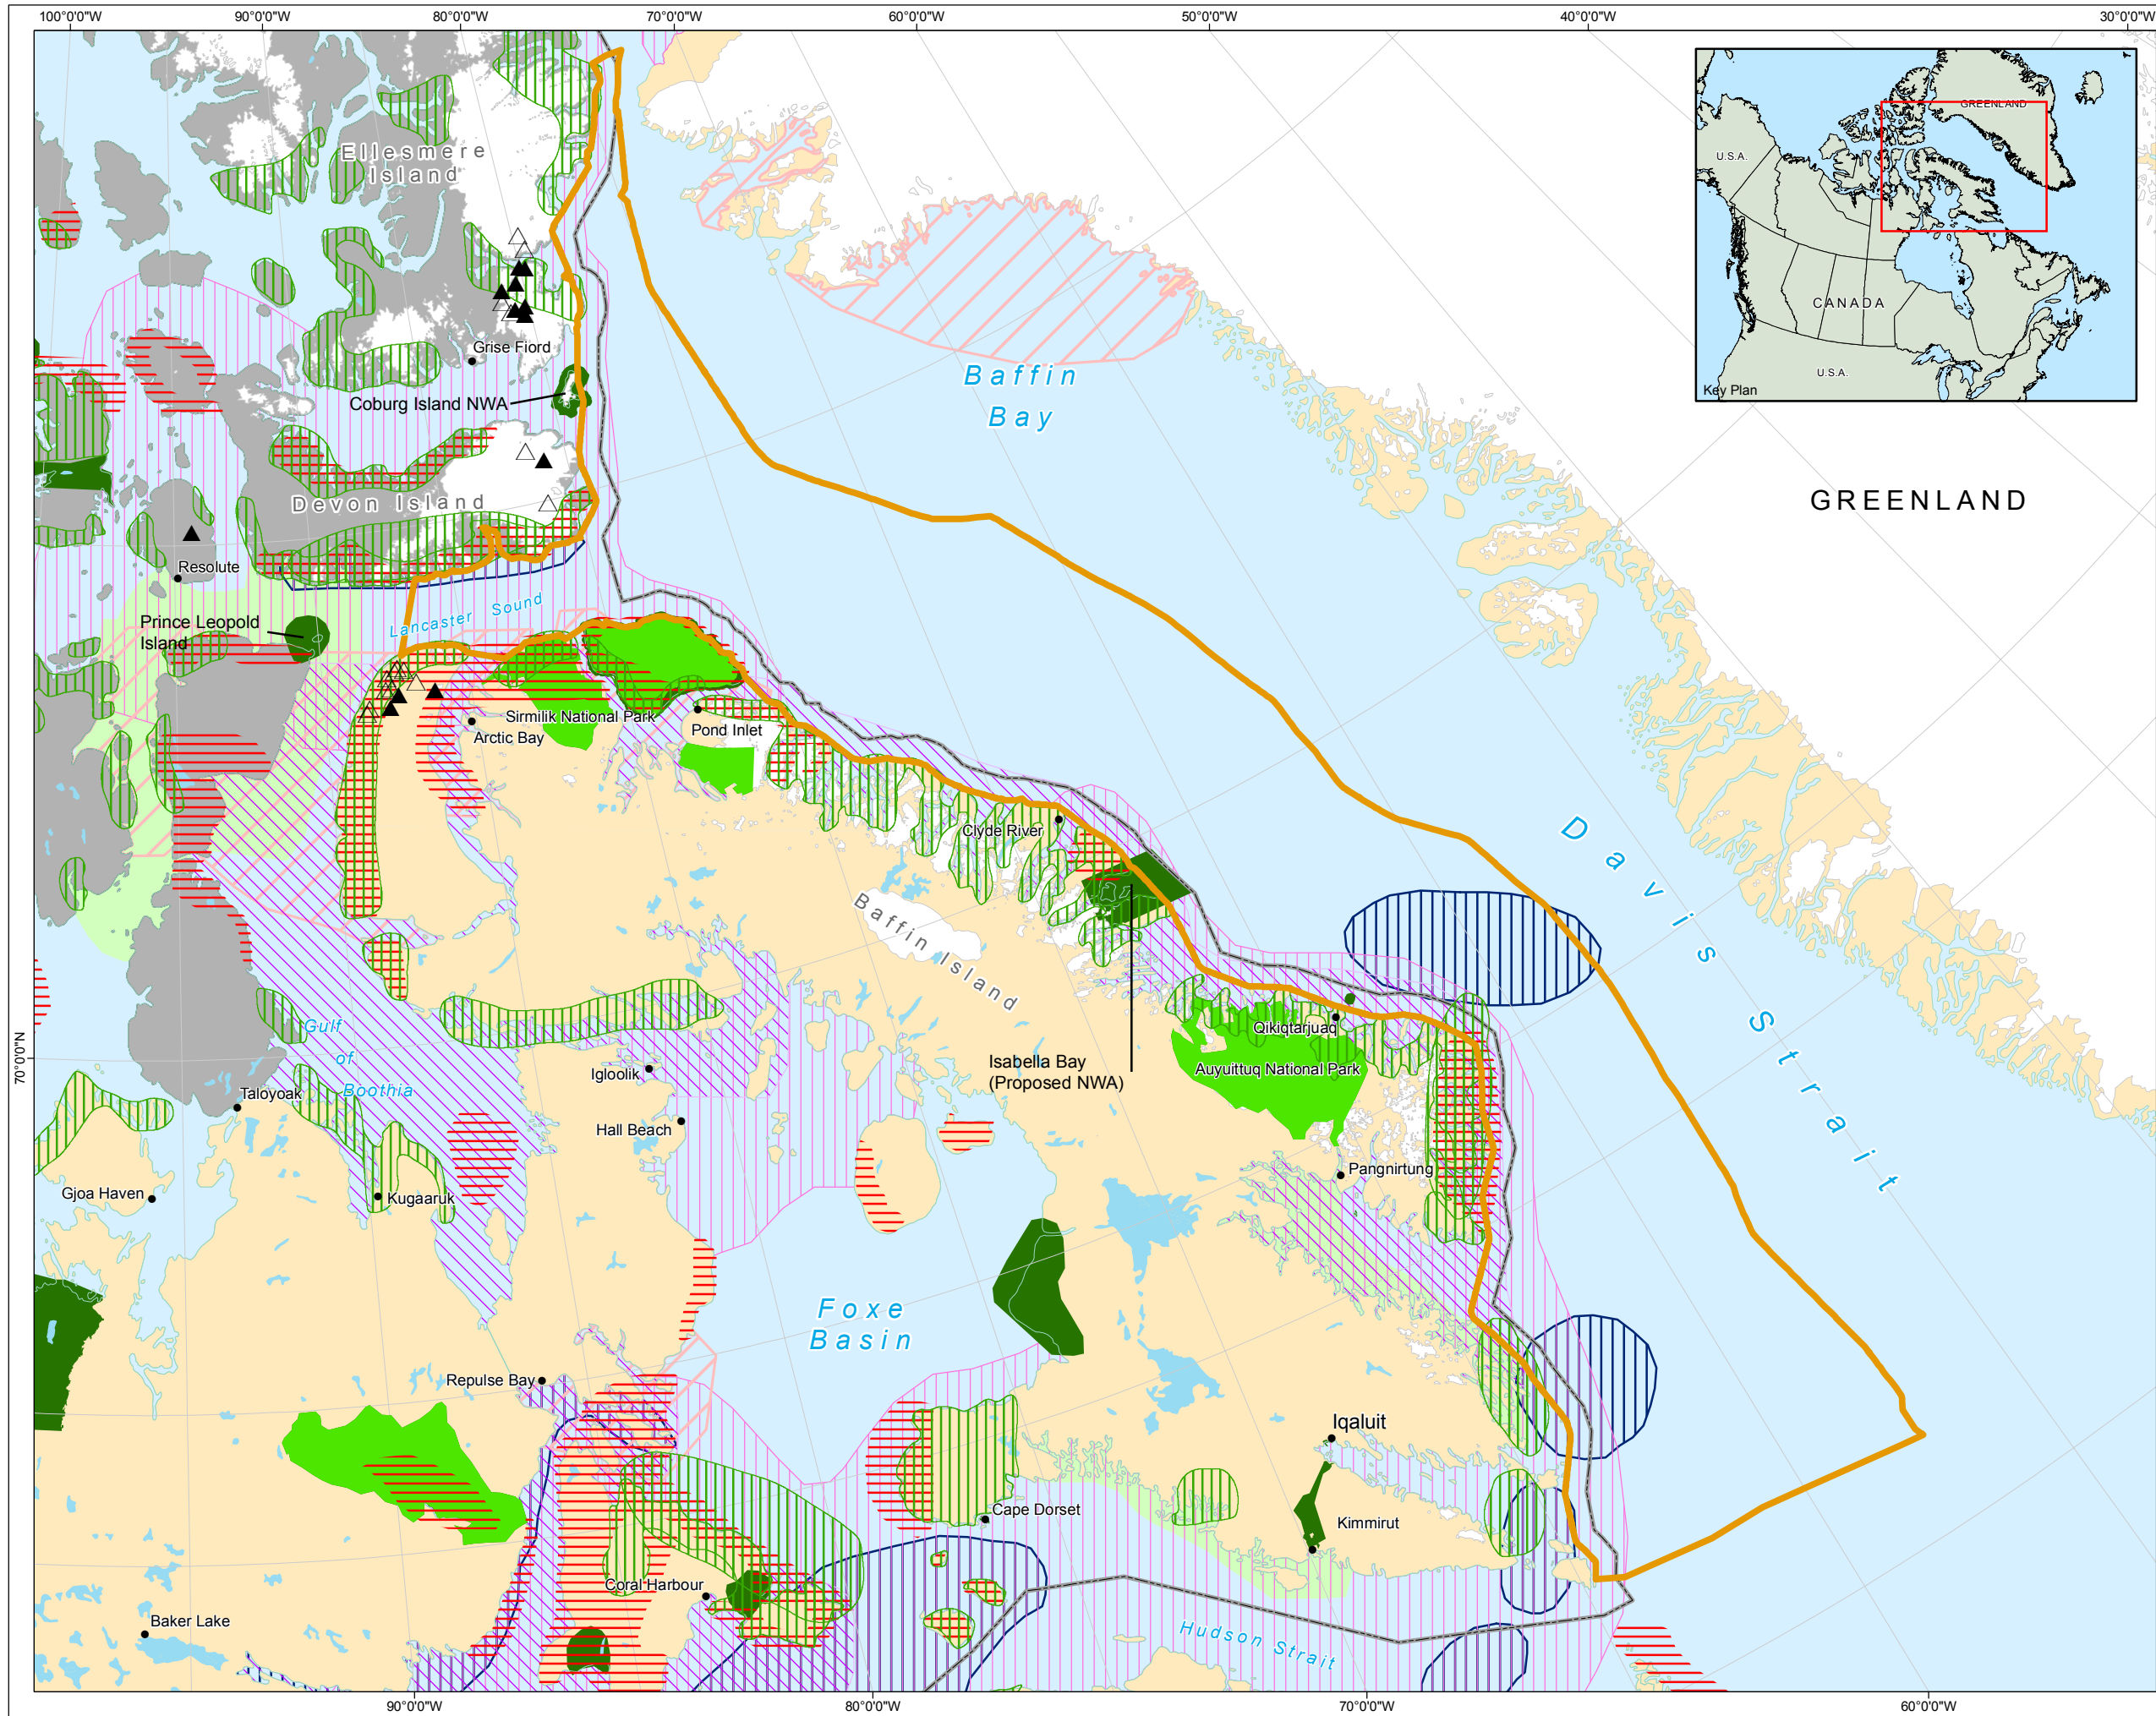 100°0'0"W
90°0'0"W
80°0'0"W
70°0'0"W
60°0'0"W
50°0'0"W
40°0'0"W
30°0'0"W
GREENLAND
U.S.A.
CANADA
U.S.A.
Key Plan
Ellesmere
Island
Grise Fiord
Coburg Island NWA
Baffin
Bay
Devon Island
GREENLAND
Resolute
Lancaster Sound
Prince Leopold
Island
Sirmilik National Park
Arctic Bay
Pond Inlet
Clyde River
Davis Strait
Baffin Island
Gulf
of
Boothia
Qikiqtarjuaq
Isabella Bay
(Proposed NWA)
Auyuittuq National Park
70°0'0"N
Igloolik
Taloyoak
Hall Beach
Pangnirtung
Gjoa Haven
Kugaaruk
Foxe
Basin
Repulse Bay
Iqaluit
Cape Dorset
Kimmirut
Coral Harbour
Baker Lake
Hudson Strait
90°0'0"W
80°0'0"W
70°0'0"W
60°0'0"W